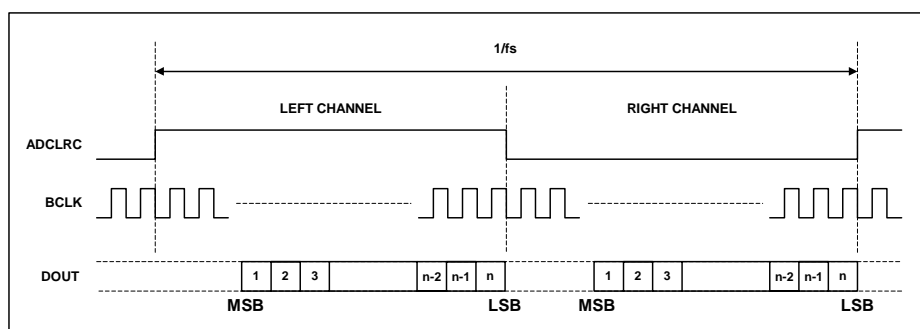 1/fs
LEFT CHANNEL RIGHT CHANNEL
ADCLRC
BCLK
DOUT 1 2 3 n-2 n-1 n 1 2 3 n-2 n-1 n
MSB LSB MSB LSB